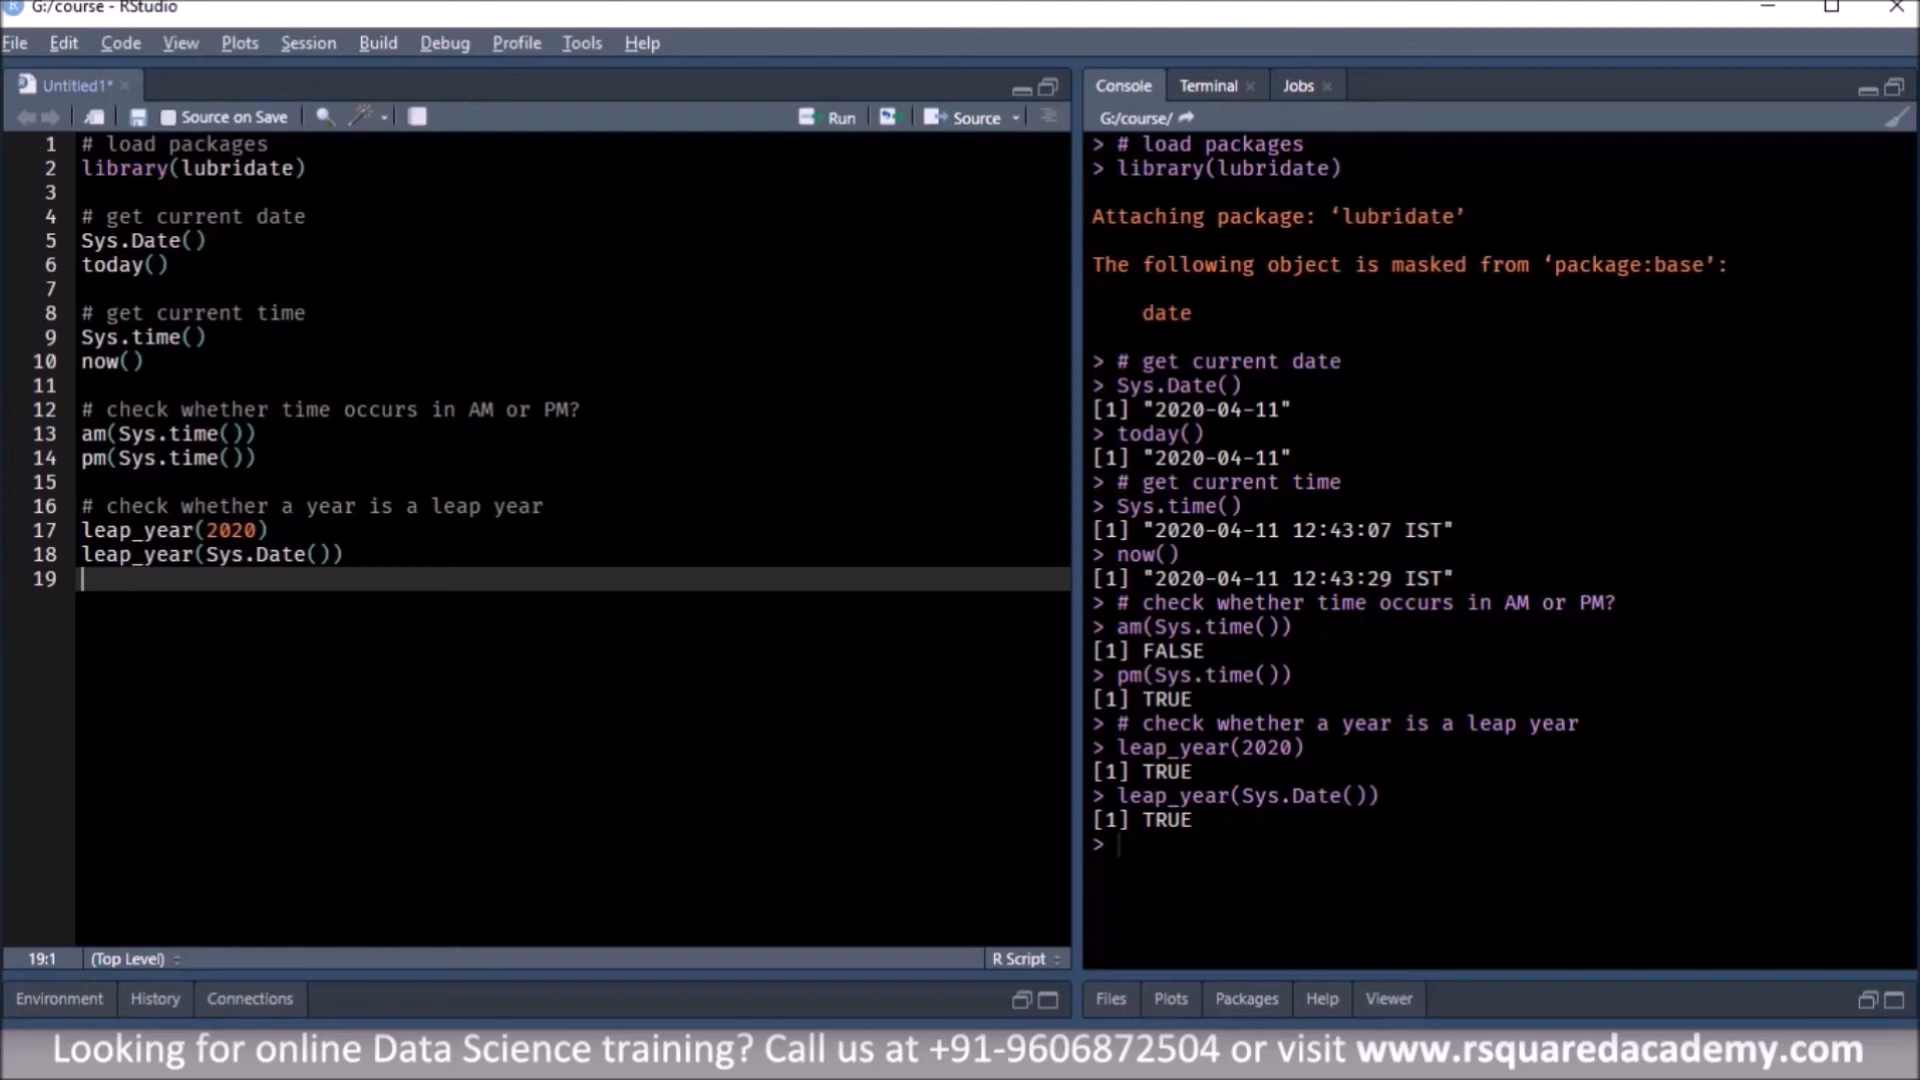 G:/course - RStudio
File Edit Code View Plots Session Build Debug Profile Tools Help
Untitled1*
Source on Save Run Source
1 # load packages
2 library(lubridate)
3
4 # get current date
5 Sys.Date()
6 today()
7
8 # get current time
9 Sys.time()
10 now()
11
12 # check whether time occurs in AM or PM?
13 am(Sys.time())
14 pm(Sys.time())
15
16 # check whether a year is a leap year
17 leap_year(2020)
18 leap_year(Sys.Date())
19
19:1 (Top Level) R Script
Environment History Connections
Console Terminal Jobs
G:/course/
> # load packages
> library(lubridate)
Attaching package: ‘lubridate’
The following object is masked from ‘package:base’:
date
> # get current date
> Sys.Date()
[1] "2020-04-11"
> today()
[1] "2020-04-11"
> # get current time
> Sys.time()
[1] "2020-04-11 12:43:07 IST"
> now()
[1] "2020-04-11 12:43:29 IST"
> # check whether time occurs in AM or PM?
> am(Sys.time())
[1] FALSE
> pm(Sys.time())
[1] TRUE
> # check whether a year is a leap year
> leap_year(2020)
[1] TRUE
> leap_year(Sys.Date())
[1] TRUE
>
Files Plots Packages Help Viewer
Looking for online Data Science training? Call us at +91-9606872504 or visit www.rsquaredacademy.com